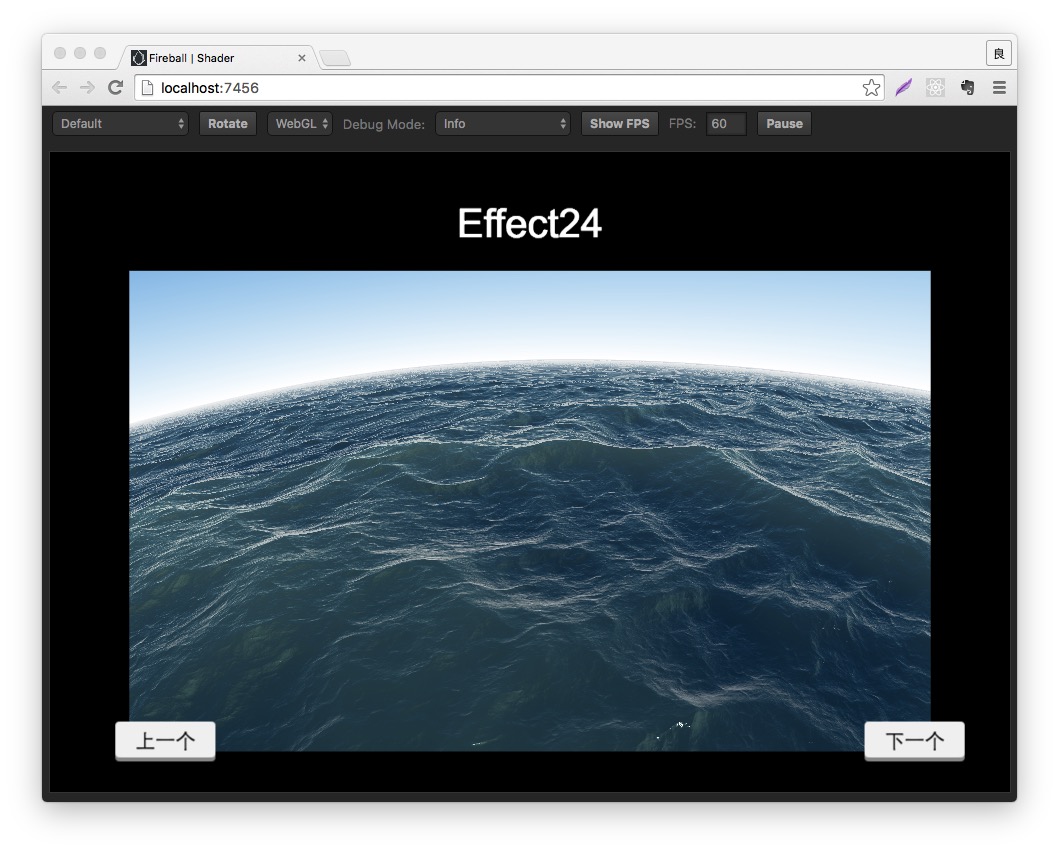 Fireball | Shader
良
localhost:7456
Default Rotate WebGL Debug Mode: Info Show FPS FPS: 60 Pause
Effect24
上一个 下一个